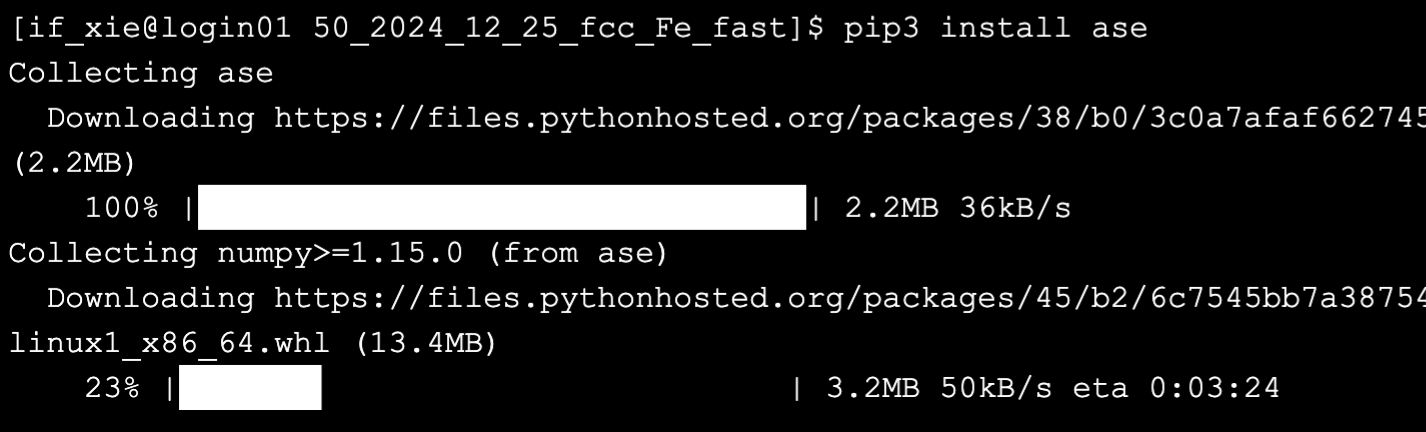 [if_xie@login01 50_2024_12_25_fcc_Fe_fast]$ pip3 install ase
Collecting ase
  Downloading https://files.pythonhosted.org/packages/38/b0/3c0a7afaf662745
(2.2MB)
    100% |████████████████████████████████| 2.2MB 36kB/s
Collecting numpy>=1.15.0 (from ase)
  Downloading https://files.pythonhosted.org/packages/45/b2/6c7545bb7a38754
linux1_x86_64.whl (13.4MB)
    23% |███████▌                        | 3.2MB 50kB/s eta 0:03:24